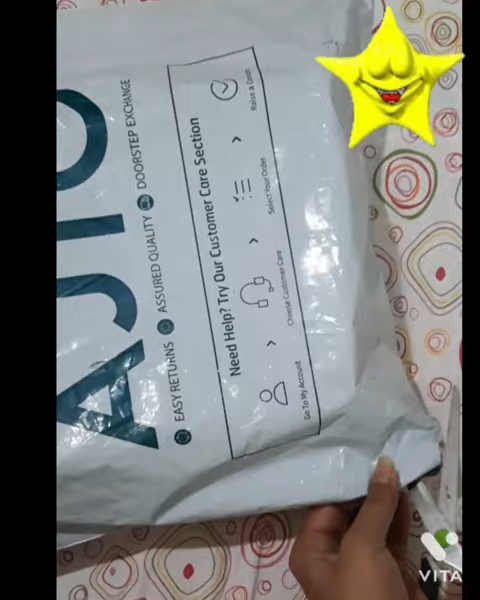 AJIO
EASY RETURNS ASSURED QUALITY DOORSTEP EXCHANGE
Need Help? Try Our Customer Care Section
Go To My Account > Choose Customer Care > Select Your Order > Raise a
VITA